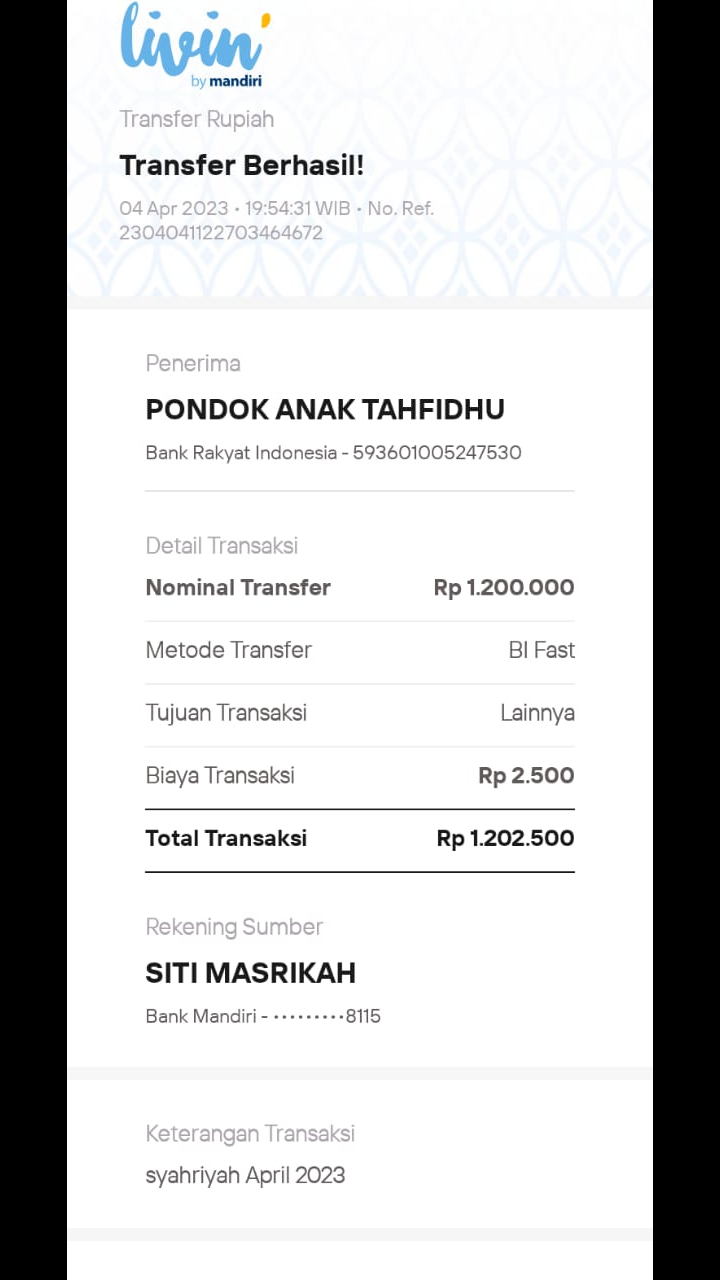 livin'
by mandiri
Transfer Rupiah
Transfer Berhasil!
04 Apr 2023 • 19:54:31 WIB • No. Ref.
2304041122703464672
Penerima
PONDOK ANAK TAHFIDHU
Bank Rakyat Indonesia - 593601005247530
Detail Transaksi
Nominal Transfer Rp 1.200.000
Metode Transfer BI Fast
Tujuan Transaksi Lainnya
Biaya Transaksi Rp 2.500
Total Transaksi Rp 1.202.500
Rekening Sumber
SITI MASRIKAH
Bank Mandiri - •••••••••8115
Keterangan Transaksi
syahriyah April 2023